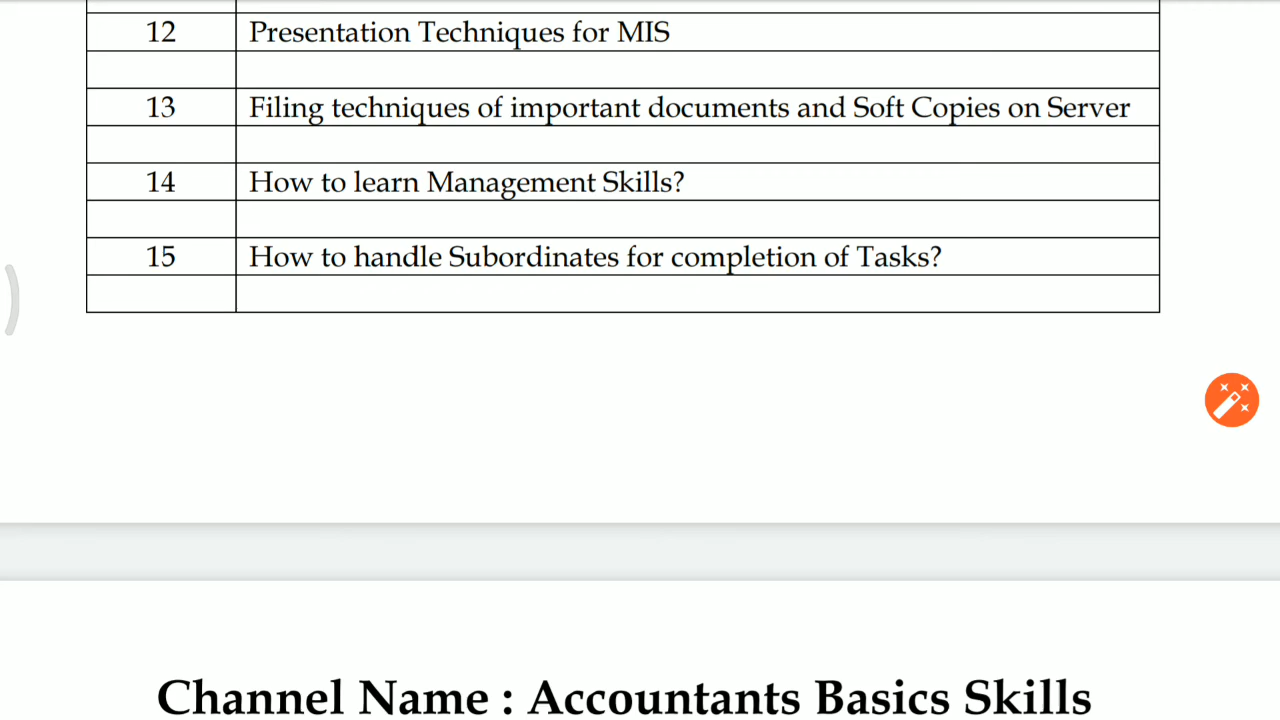 12 Presentation Techniques for MIS
13 Filing techniques of important documents and Soft Copies on Server
14 How to learn Management Skills?
15 How to handle Subordinates for completion of Tasks?
Channel Name : Accountants Basics Skills